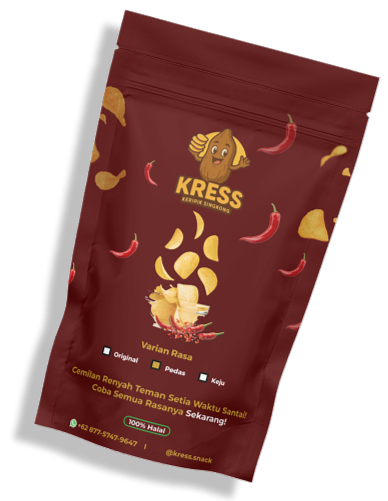 KRESS
KERIPIK SINGKONG
Varian Rasa
Original Pedas Keju
Cemilan Renyah Teman Setia Waktu Santai!
Coba Semua Rasanya Sekarang!
100% Halal
+62 877-5747-9647 | @kress.snack